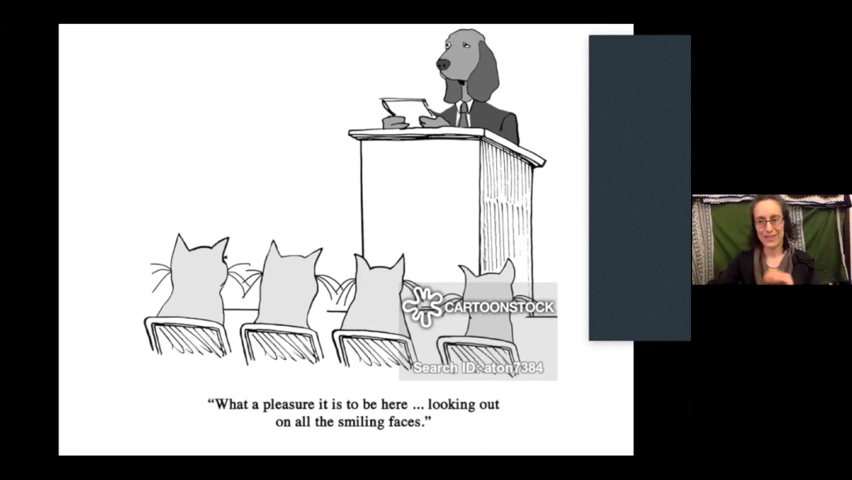 CARTOONSTOCK
Search ID: aton7384
“What a pleasure it is to be here ... looking out
on all the smiling faces.”